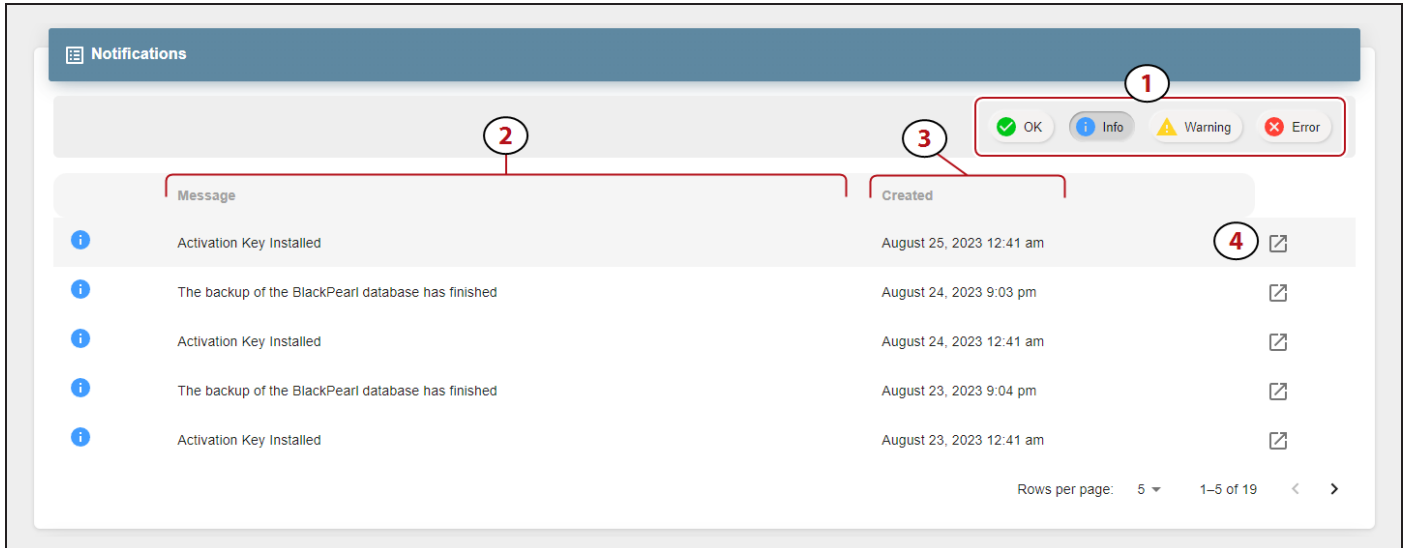 Notifications
1
OK Info Warning Error
2
3
Message Created
Activation Key Installed August 25, 2023 12:41 am 4
The backup of the BlackPearl database has finished August 24, 2023 9:03 pm
Activation Key Installed August 24, 2023 12:41 am
The backup of the BlackPearl database has finished August 23, 2023 9:04 pm
Activation Key Installed August 23, 2023 12:41 am
Rows per page: 5 1–5 of 19